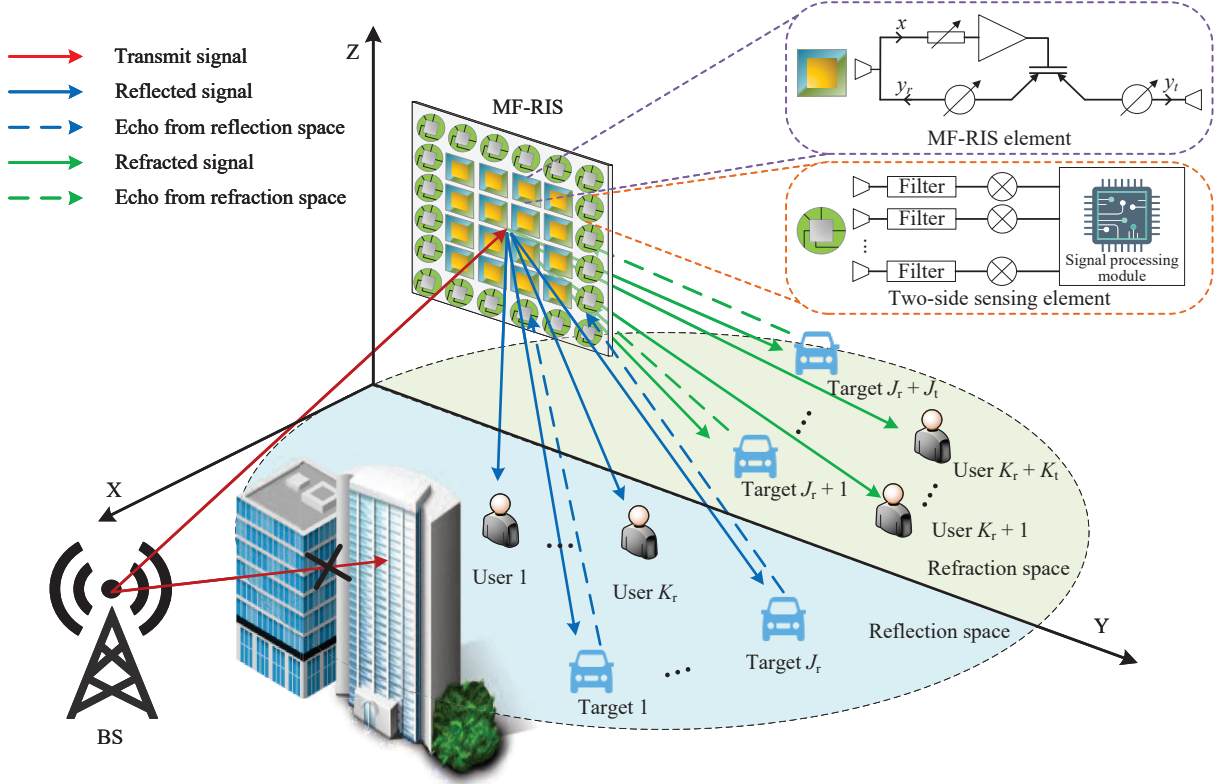 Transmit signal
Reflected signal
Echo from reflection space
Refracted signal
Echo from refraction space
Z
MF-RIS
x
y_r
y_t
MF-RIS element
Filter
Filter
Filter
Signal processing
module
Two-side sensing element
Target J_r + J_t
User K_r + K_t
Target J_r + 1
User K_r + 1
Refraction space
X
User 1
User K_r
Reflection space
Y
Target J_r
Target 1
BS